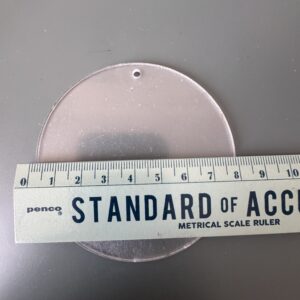 0 1 2 3 4 5 6 7 8 9 10
penco STANDARD OF ACCU
METRICAL SCALE RULER